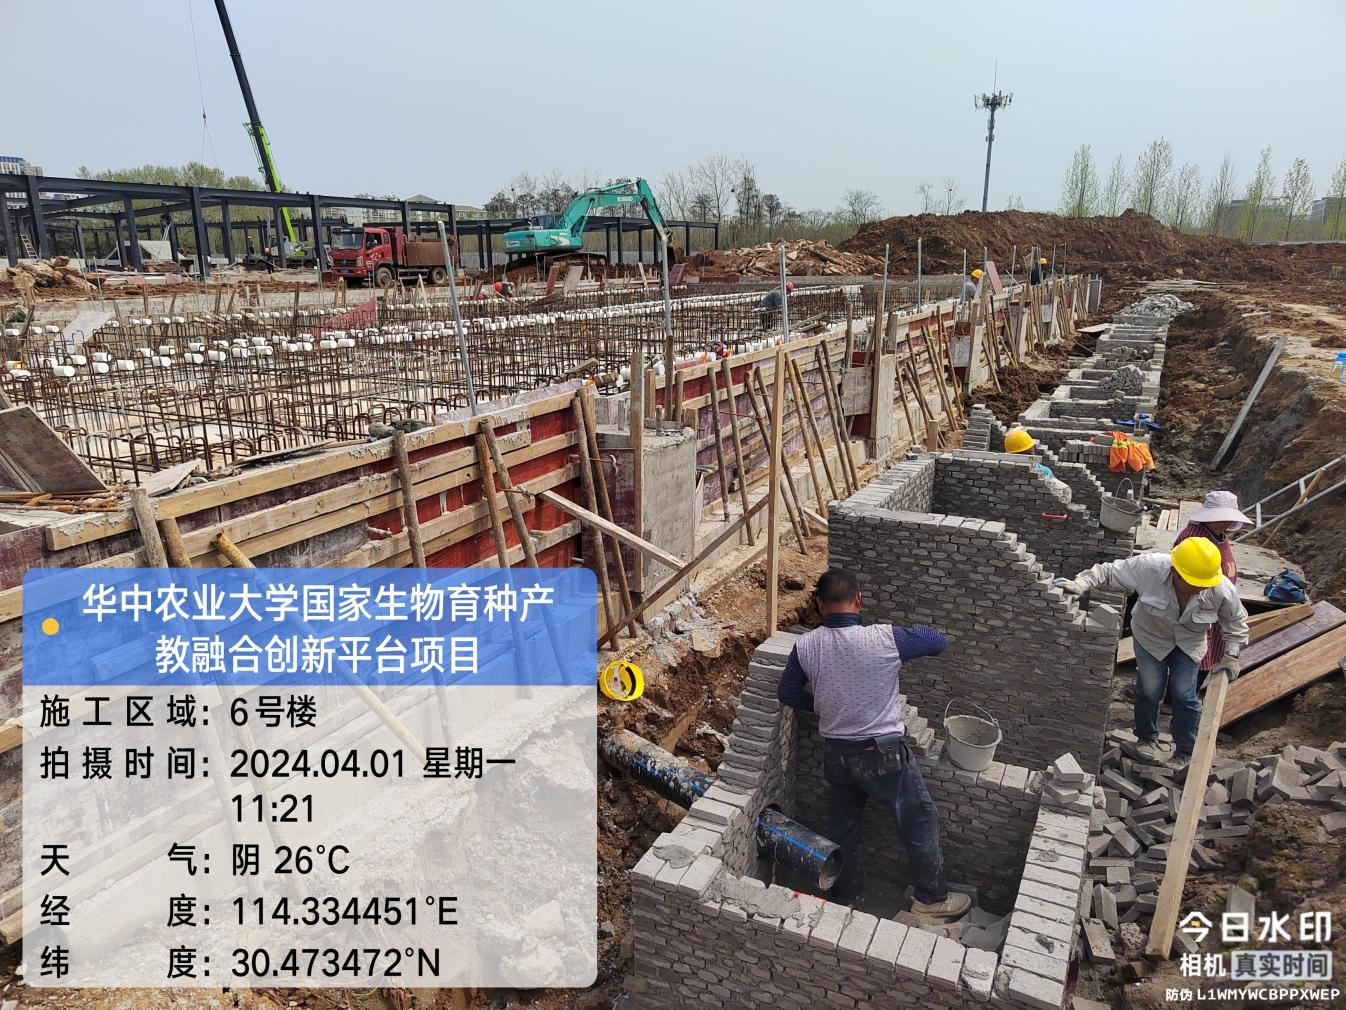 华中农业大学国家生物育种产
教融合创新平台项目
施工区域：6号楼
拍摄时间：2024.04.01 星期一
11:21
天气：阴 26°C
经度：114.334451°E
纬度：30.473472°N
今日水印
相机 真实时间
防伪 L1WMYWCBPPXWEP